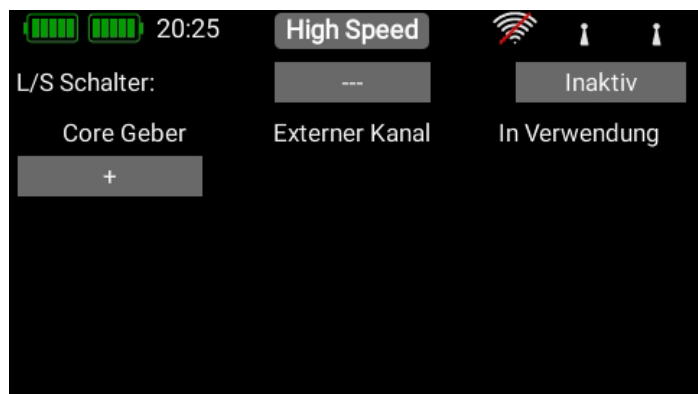 20:25 High Speed
L/S Schalter: --- Inaktiv
Core Geber Externer Kanal In Verwendung
+